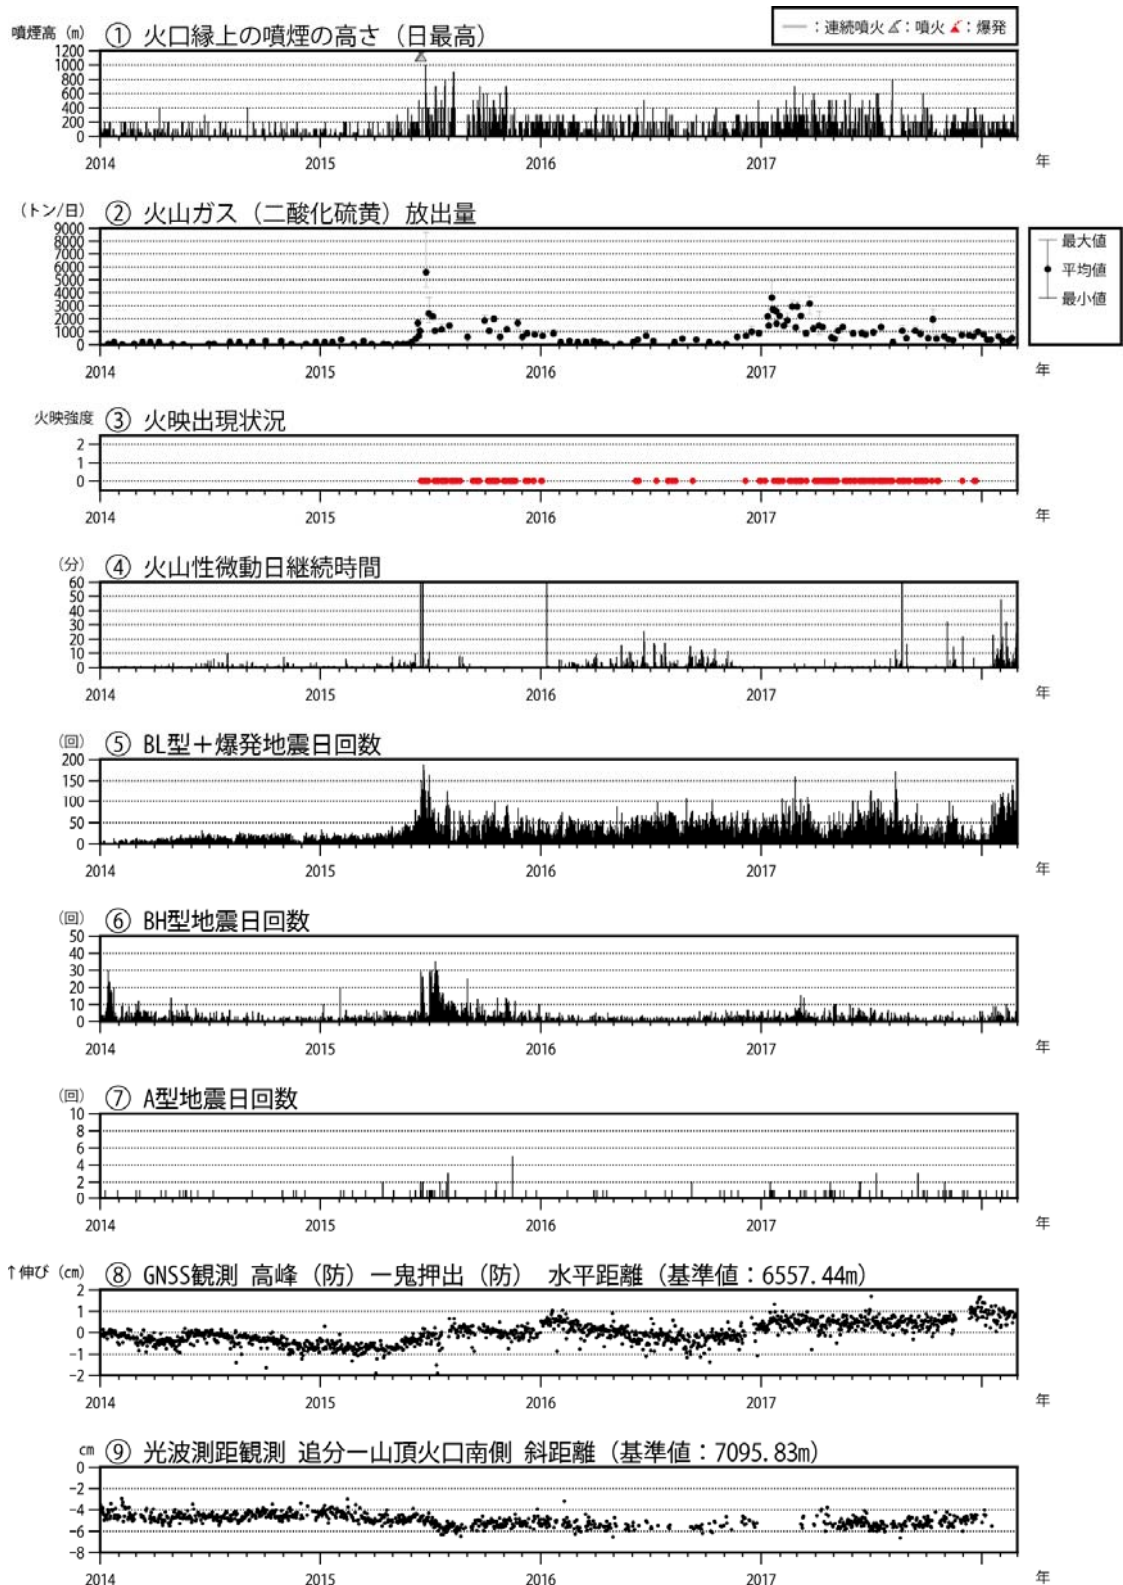 噴煙高（m） ① 火口縁上の噴煙の高さ（日最高）
―：連続噴火 ：噴火 ：爆発
1200
1000
800
600
400
200
0
2014 2015 2016 2017 年
（トン/日） ② 火山ガス（二酸化硫黄）放出量
9000
8000
7000
6000
5000
4000
3000
2000
1000
0
最大値
平均値
最小値
2014 2015 2016 2017 年
火映強度 ③ 火映出現状況
2
1
0
2014 2015 2016 2017 年
（分） ④ 火山性微動日継続時間
60
50
40
30
20
10
0
2014 2015 2016 2017 年
（回） ⑤ BL型＋爆発地震日回数
200
150
100
50
0
2014 2015 2016 2017 年
（回） ⑥ BH型地震日回数
50
40
30
20
10
0
2014 2015 2016 2017 年
（回） ⑦ A型地震日回数
10
8
6
4
2
0
2014 2015 2016 2017 年
↑伸び（cm） ⑧ GNSS観測 高峰（防）ー鬼押出（防） 水平距離（基準値：6557.44m）
2
1
0
−1
−2
2014 2015 2016 2017 年
cm ⑨ 光波測距観測 追分ー山頂火口南側 斜距離（基準値：7095.83m）
0
−2
−4
−6
−8
2014 2015 2016 2017 年